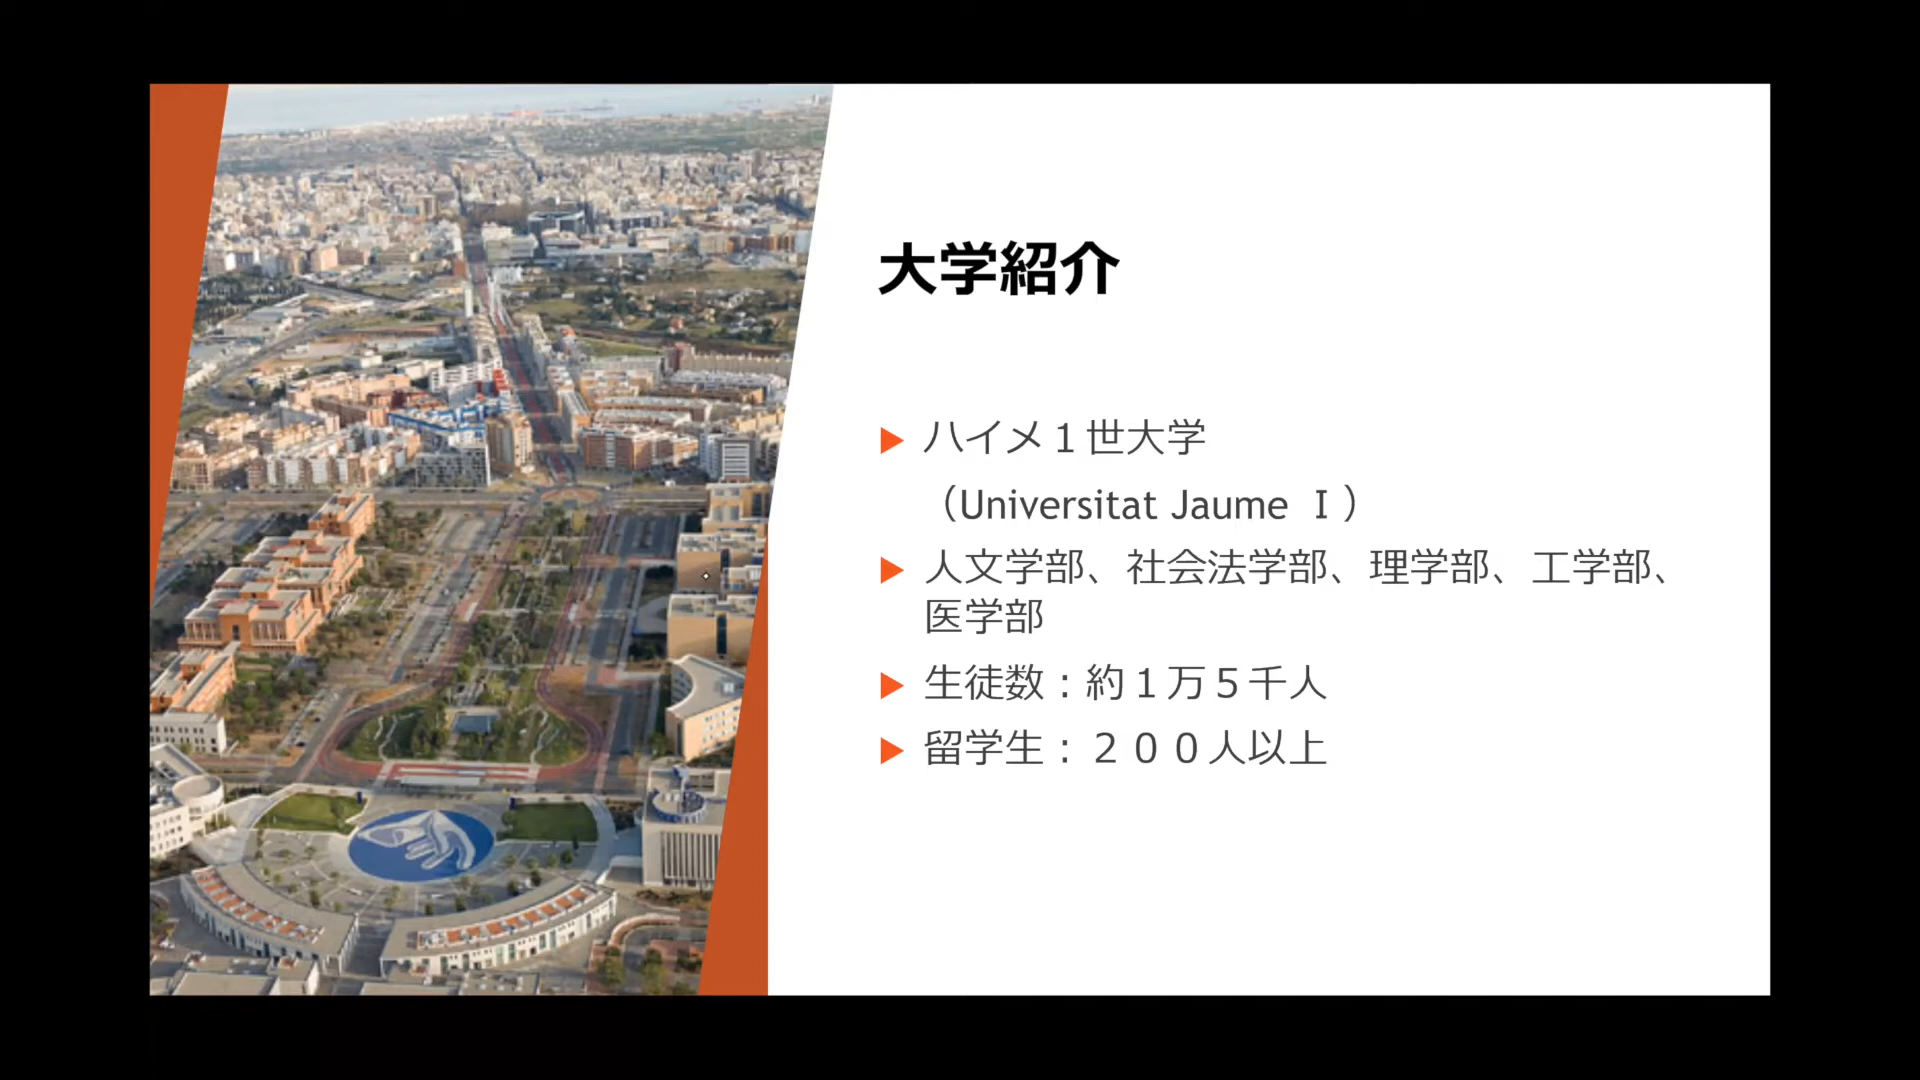 大学紹介
ハイメ１世大学
（Universitat Jaume Ⅰ）
人文学部、社会法学部、理学部、工学部、
医学部
生徒数：約１万５千人
留学生：２００人以上